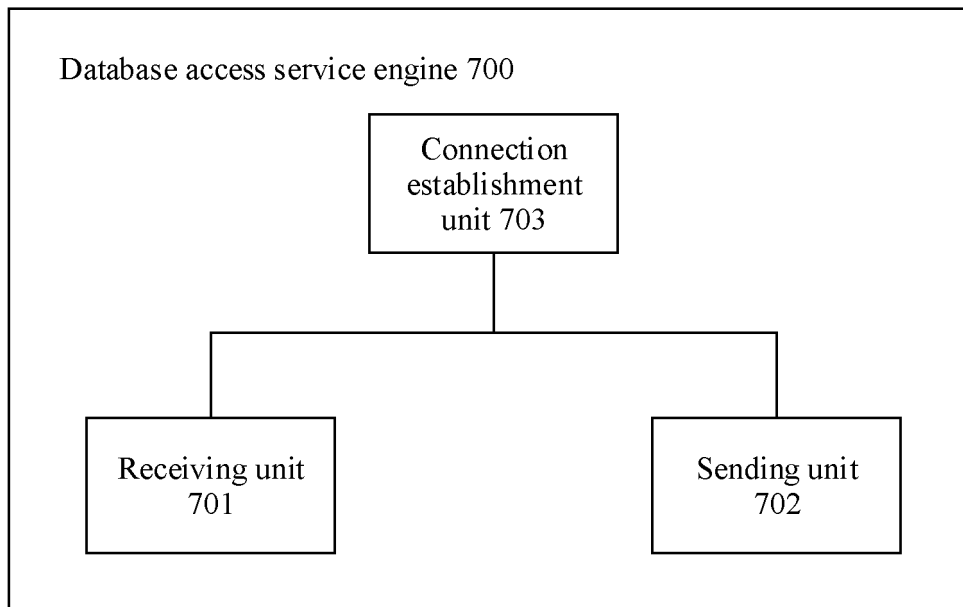 Database access service engine 700
Connection
establishment
unit 703
Receiving unit
701
Sending unit
702